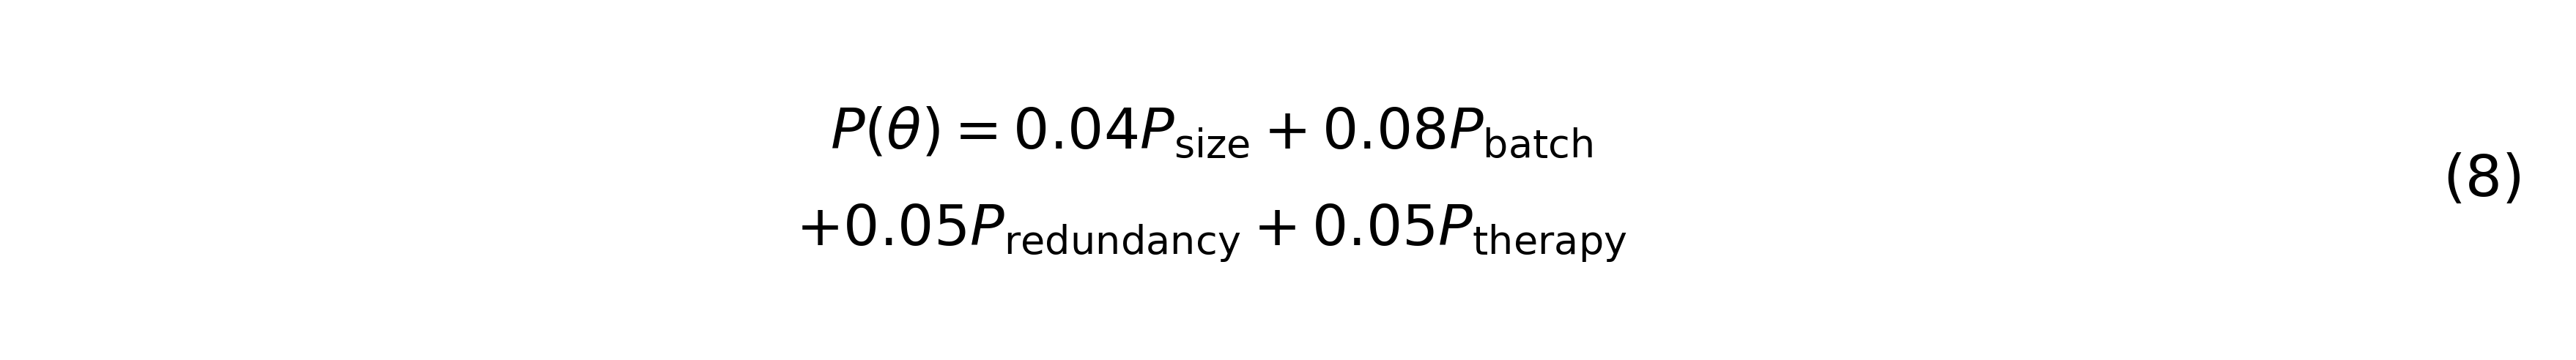 P(θ) = 0.04P_size + 0.08P_batch
+0.05P_redundancy + 0.05P_therapy
(8)